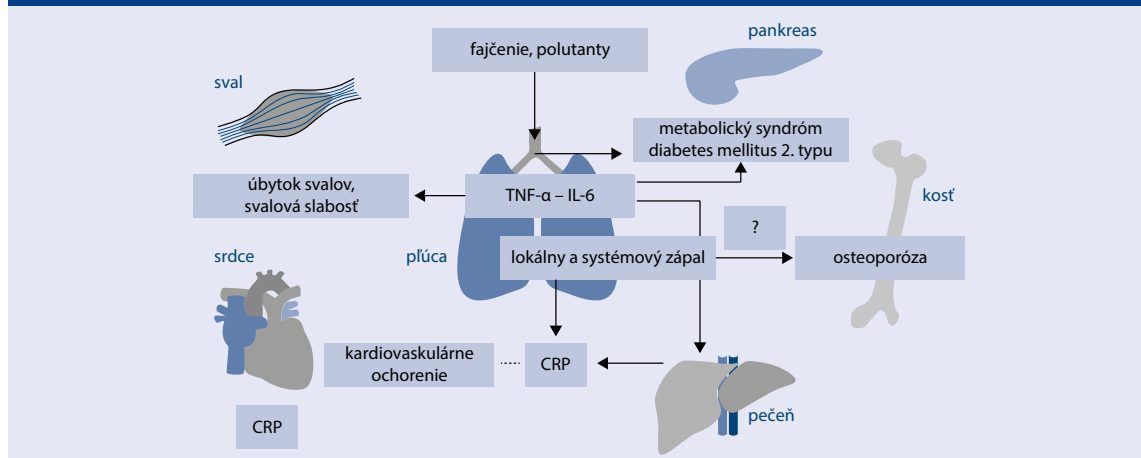 pankreas
fajčenie, polutanty
sval
metabolický syndróm
diabetes mellitus 2. typu
úbytok svalov,
svalová slabosť
TNF-α – IL-6
kosť
?
srdce
pľúca
lokálny a systémový zápal
osteoporóza
kardiovaskulárne
ochorenie
CRP
pečeň
CRP